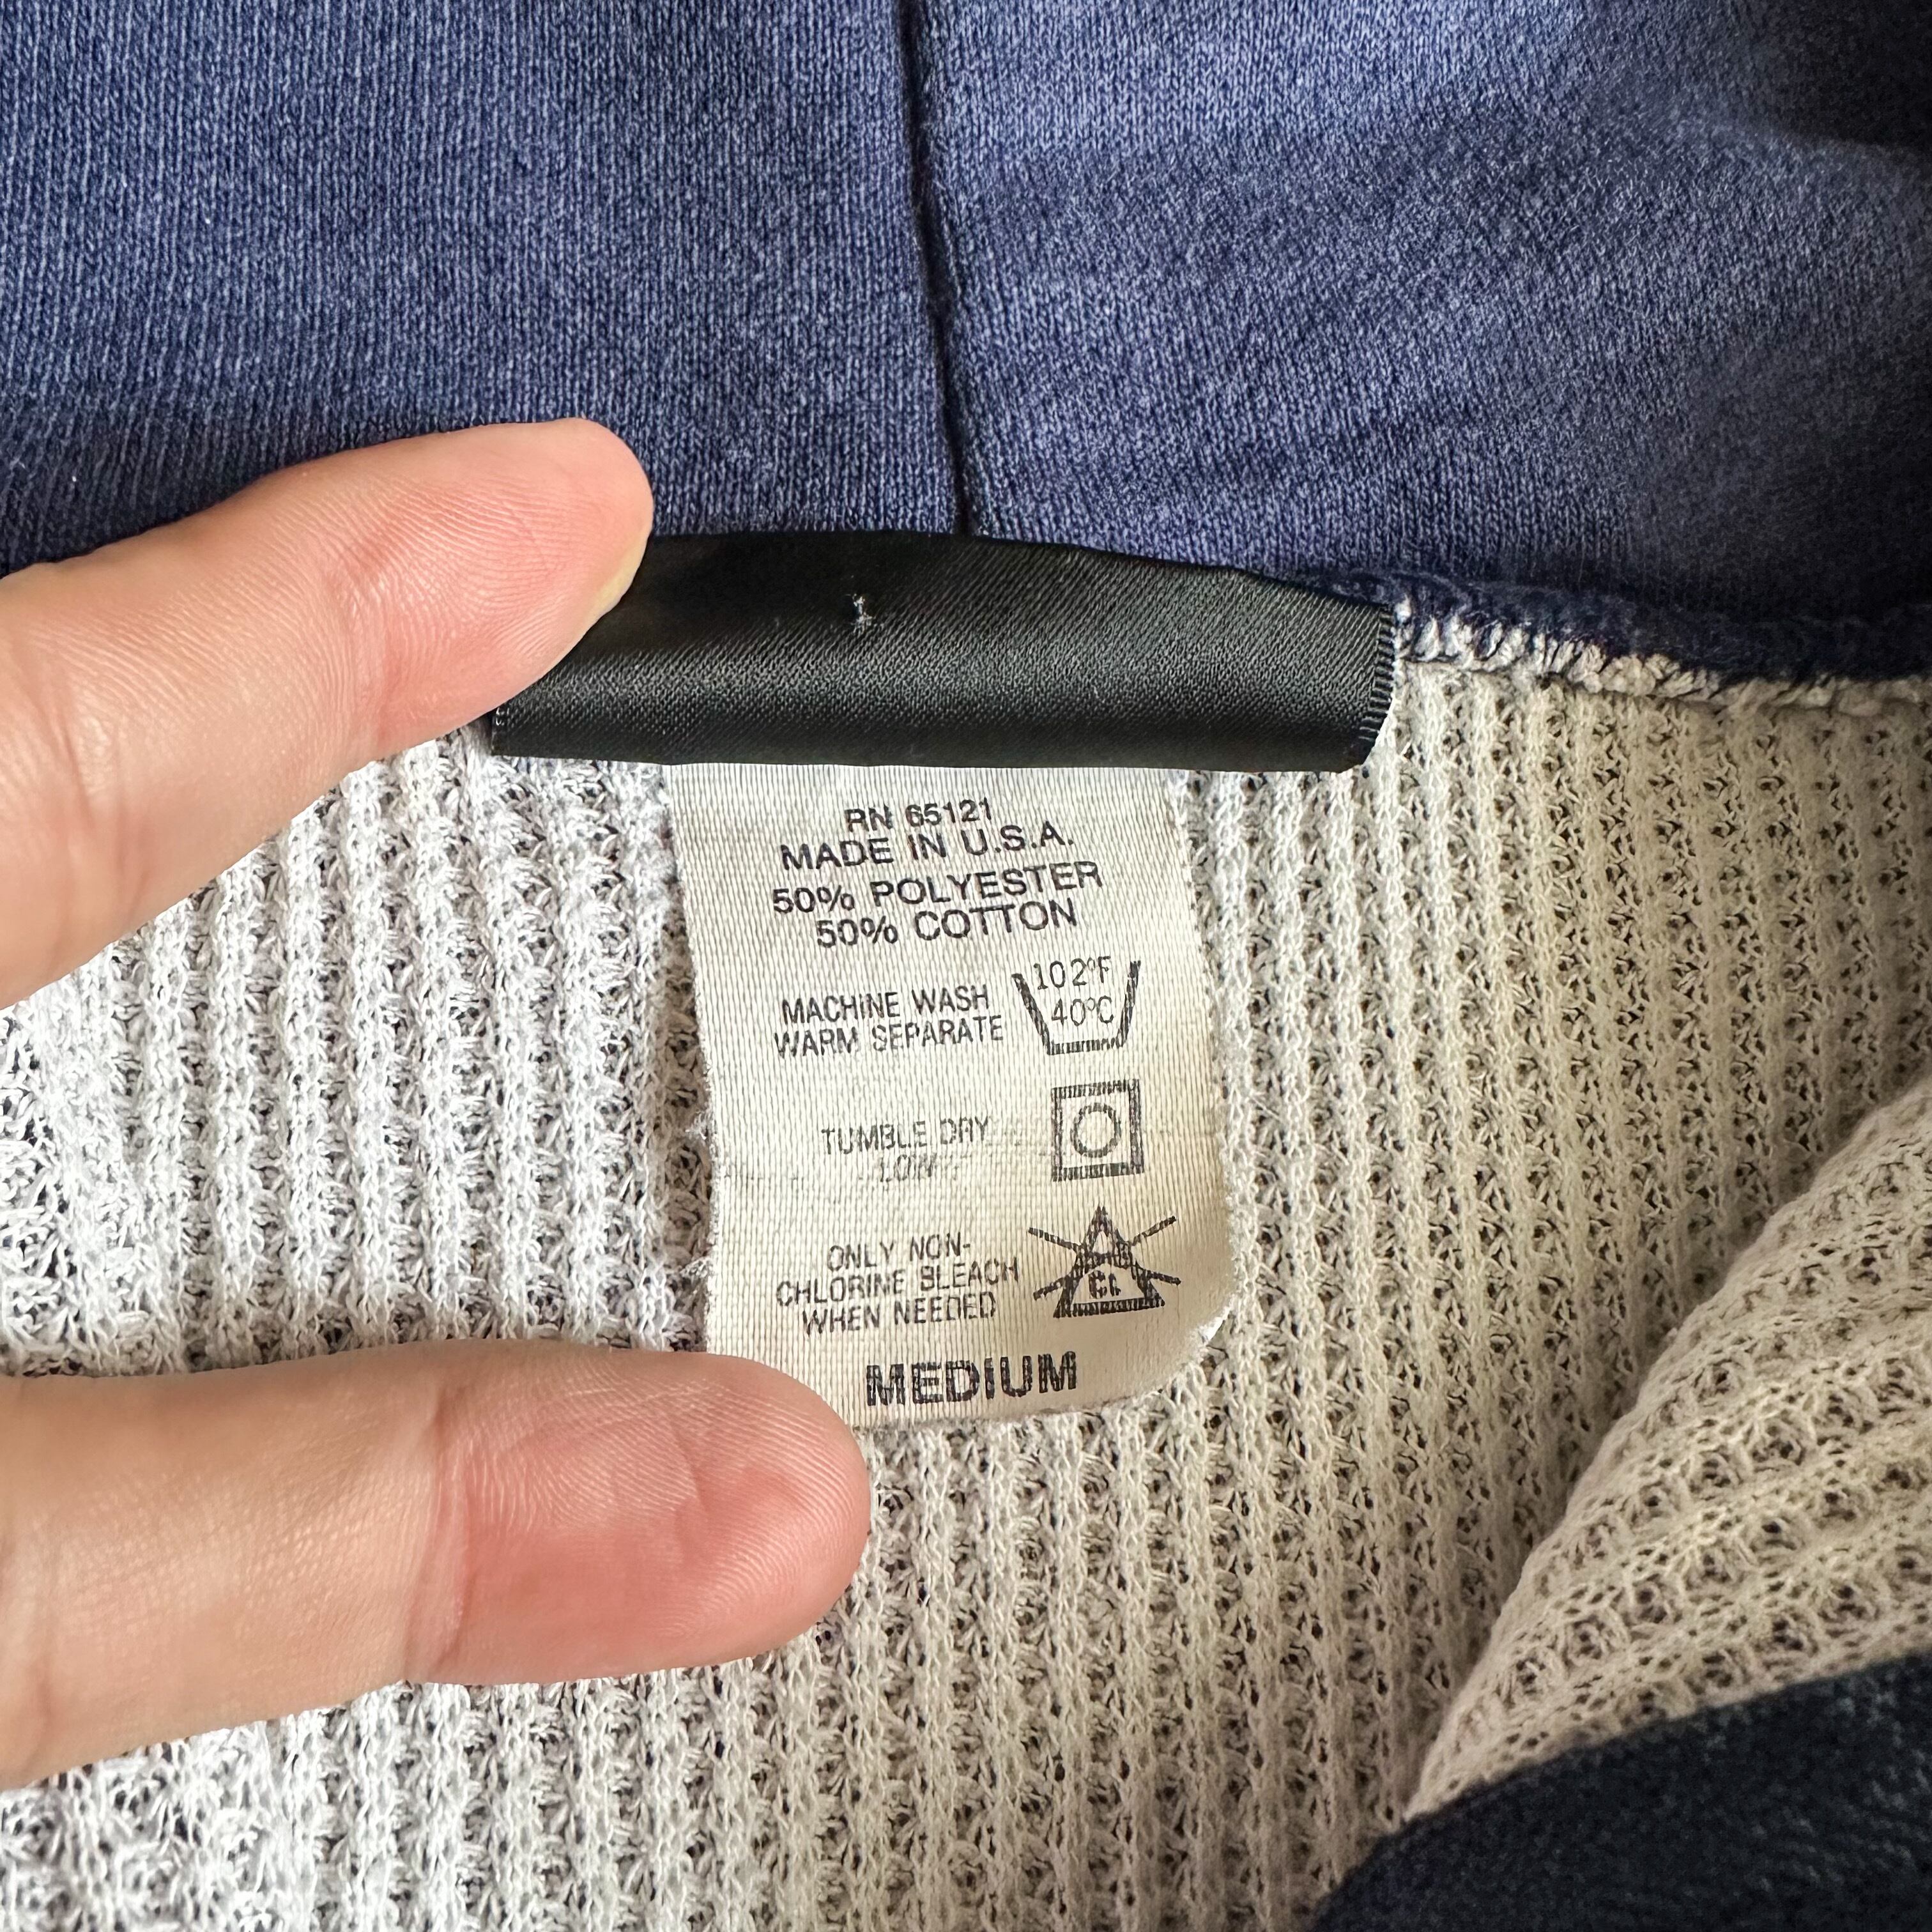 RN 65121
MADE IN U.S.A.
50% POLYESTER
50% COTTON
MACHINE WASH
WARM SEPARATE
102°F
40°C
TUMBLE DRY
LOW
ONLY NON-
CHLORINE BLEACH
WHEN NEEDED
CL
MEDIUM